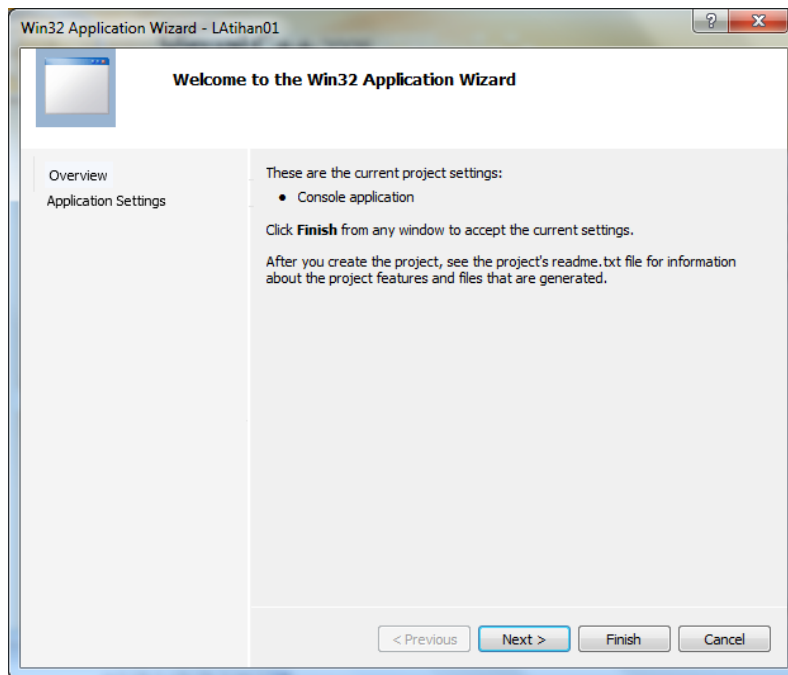 Win32 Application Wizard - LAtihan01
Welcome to the Win32 Application Wizard
Overview
Application Settings
These are the current project settings:
• Console application
Click Finish from any window to accept the current settings.
After you create the project, see the project's readme.txt file for information
about the project features and files that are generated.
< Previous
Next >
Finish
Cancel